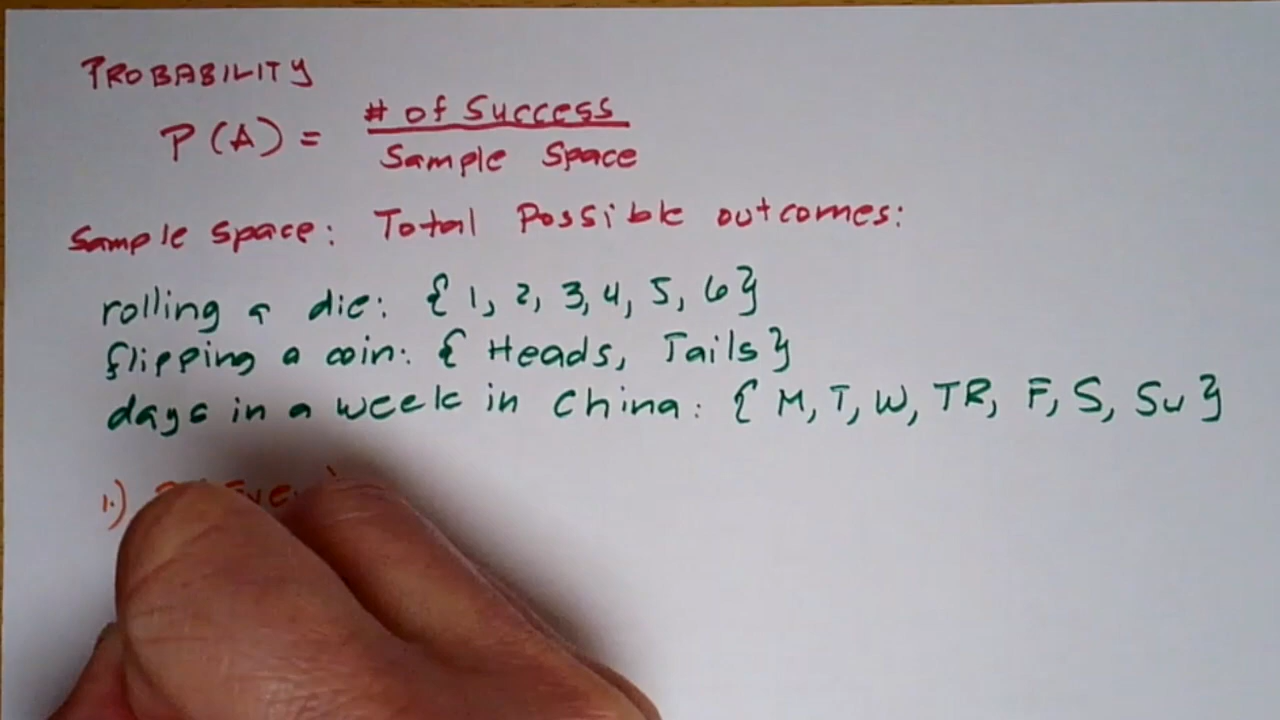 PROBABILITY
P(A) = # of Success
Sample Space
Sample Space: Total Possible outcomes:
rolling a die: { 1, 2, 3, 4, 5, 6 }
flipping a coin: { Heads, Tails }
days in a week in China: { M, T, W, TR, F, S, Su }
1.)